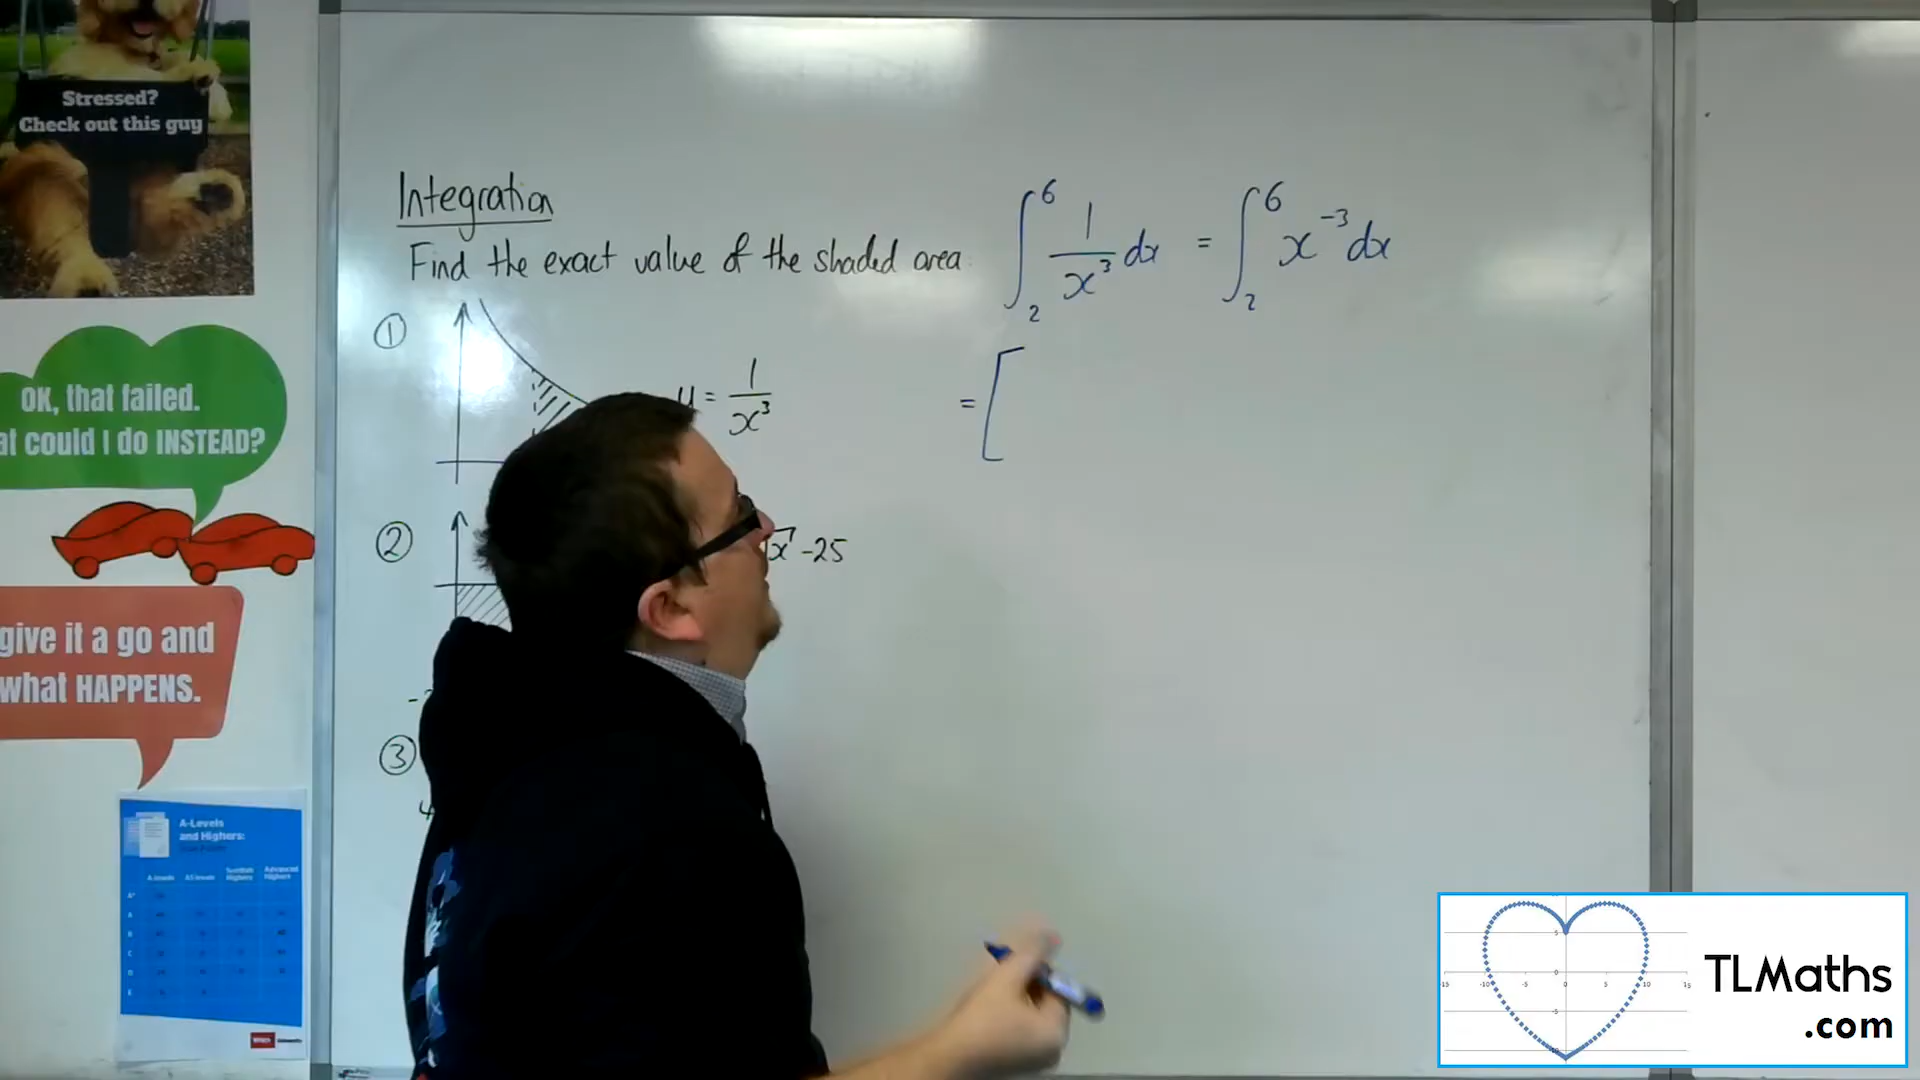 Stressed?
Check out this guy
OK, that failed.
at could I do INSTEAD?
give it a go and
what HAPPENS.
A-Levels
and Highers:
Integration
Find the exact value of the shaded area
①
y = 1/x³
②
√x⁷ -25
③
∫₂⁶ 1/x³ dx = ∫₂⁶ x⁻³ dx
= [
TLMaths
.com